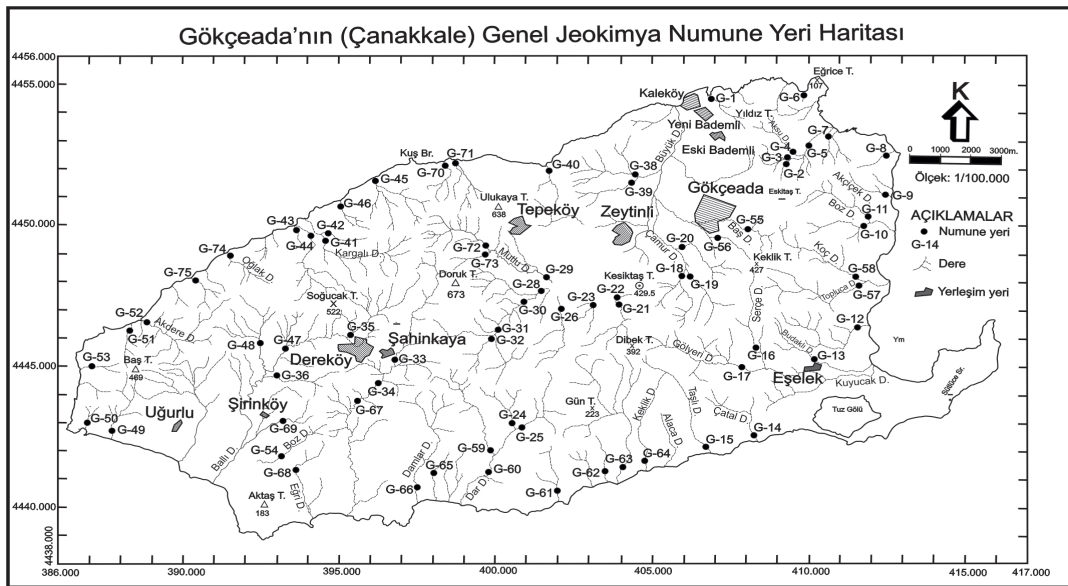 Gökçeada'nın (Çanakkale) Genel Jeokimya Numune Yeri Haritası
4456.000
4455.000
4450.000
4445.000
4440.000
4438.000
386.000
390.000
395.000
400.000
405.000
410.000
415.000
417.000
K
0
1000
2000
3000m.
Ölçek: 1/100.000
AÇIKLAMALAR
Numune yeri
G-14
Dere
Yerleşim yeri
Eğrice T.
107
Kaleköy
G-1
G-6
Yıldız T.
Aksu D.
Yeni Bademli
Eski Bademli
G-7
G-4
G-3
G-5
G-2
G-8
Büyük D.
Kuş Br.
G-71
G-70
G-40
G-38
G-39
G-45
G-46
Ulukaya T.
638
Tepeköy
Zeytinli
Gökçeada
Eskitaş T.
Akçiçek D.
G-9
Boz D.
G-11
G-10
G-55
Baş D.
G-56
G-43
G-42
G-44
G-41
Kargalı D.
G-74
Oğlak D.
G-75
G-72
G-73
Mutlu D.
Doruk T.
673
G-29
G-28
G-30
G-26
G-23
G-22
G-21
Çamur D.
G-20
G-18
G-19
Kesiktaş T.
429.5
Keklik T.
427
Koç D.
G-58
Topluca D.
G-57
G-12
Soğucak T.
522
G-52
Akdere D.
G-51
Baş T.
469
G-53
G-48
G-47
G-35
Dereköy
Şahinkaya
G-33
G-31
G-32
Dibek T.
392
Gölyeri D.
Serçe D.
G-16
G-17
Budaklı D.
G-13
Eşelek
Ym
Kuyucak D.
Tuz Gölü
Sütlüce Br.
G-36
G-34
G-67
Şirinköy
G-69
Uğurlu
G-50
G-49
G-54
Boz D.
G-68
Ballı D.
Eğri D.
Aktaş T.
183
G-24
G-25
G-59
G-60
Dar D.
Damlar D.
G-65
G-66
Gün T.
223
Keklik D.
Alaca D.
Taşlı D.
Çatal D.
G-14
G-15
G-64
G-63
G-62
G-61